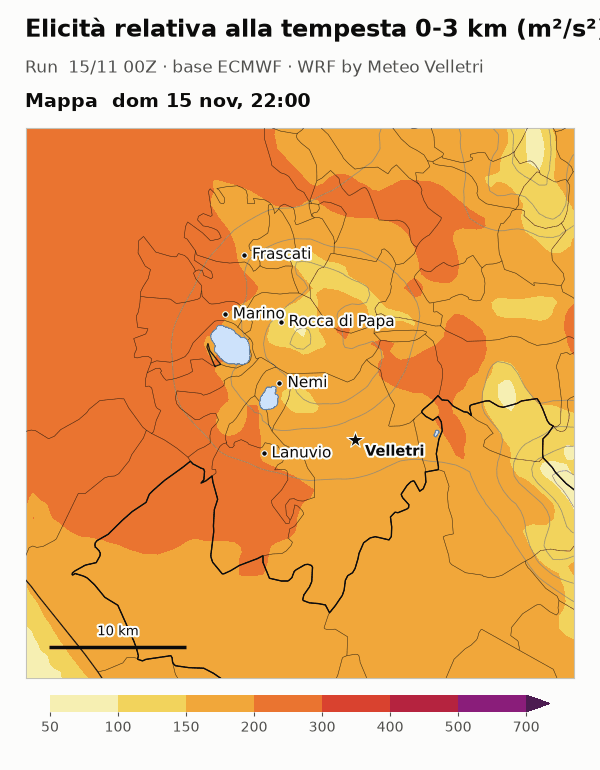 Elicità relativa alla tempesta 0-3 km (m²/s²)
Run 15/11 00Z · base ECMWF · WRF by Meteo Velletri
Mappa dom 15 nov, 22:00
Frascati
Marino
Rocca di Papa
Nemi
Velletri
Lanuvio
10 km
50 100 150 200 300 400 500 700